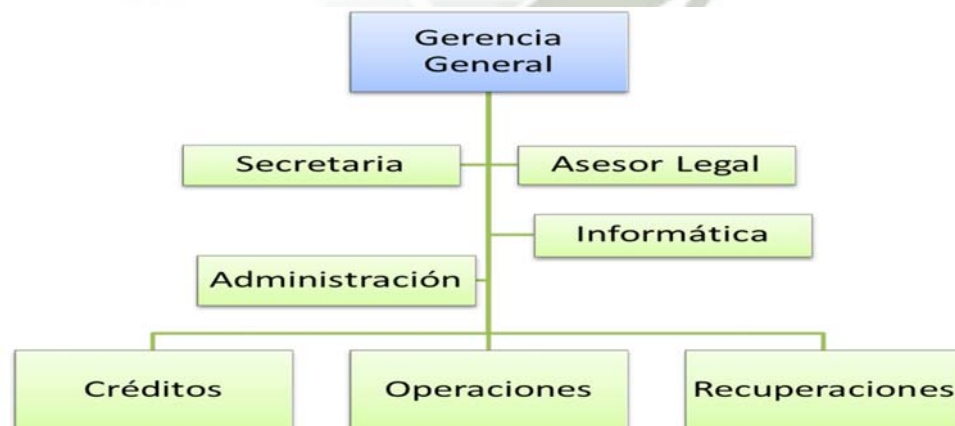 Gerencia
General
Secretaria
Asesor Legal
Informática
Administración
Créditos
Operaciones
Recuperaciones